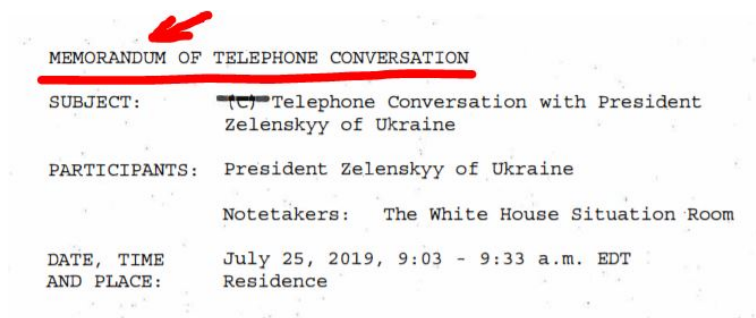 MEMORANDUM OF TELEPHONE CONVERSATION
SUBJECT: (C) Telephone Conversation with President
Zelenskyy of Ukraine
PARTICIPANTS: President Zelenskyy of Ukraine
Notetakers: The White House Situation Room
DATE, TIME July 25, 2019, 9:03 - 9:33 a.m. EDT
AND PLACE: Residence